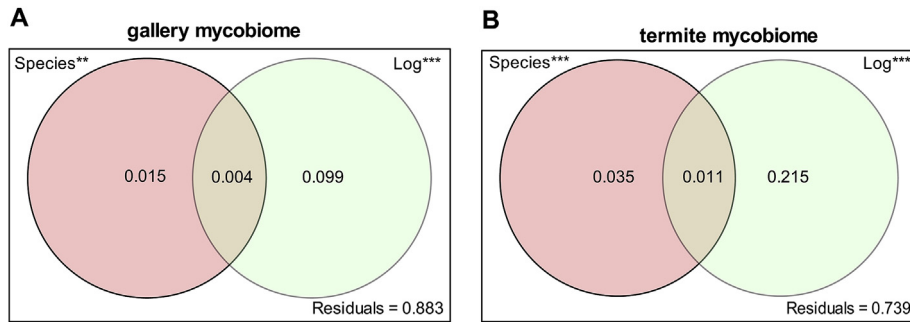 A
gallery mycobiome
Species**
Log***
0.015
0.004
0.099
Residuals = 0.883
B
termite mycobiome
Species***
Log***
0.035
0.011
0.215
Residuals = 0.739